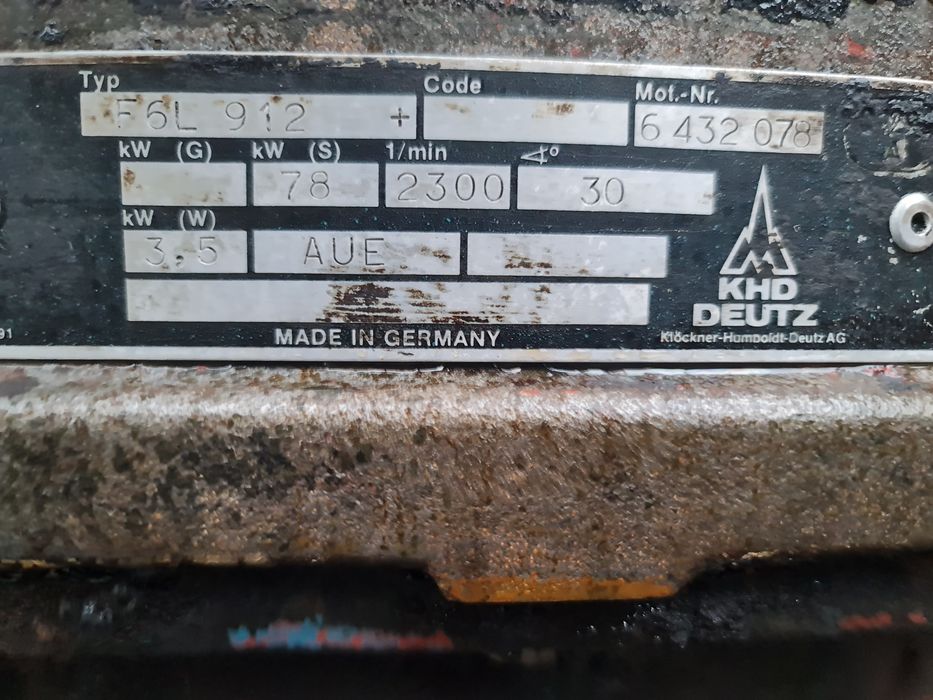 Typ Code Mot.-Nr.
F6L 912 + 6 432 078
kW (G) kW (S) 1/min ∢°
78 2300 30
kW (W)
3,5 AUE
KHD
DEUTZ
91 MADE IN GERMANY Klöckner-Humboldt-Deutz AG